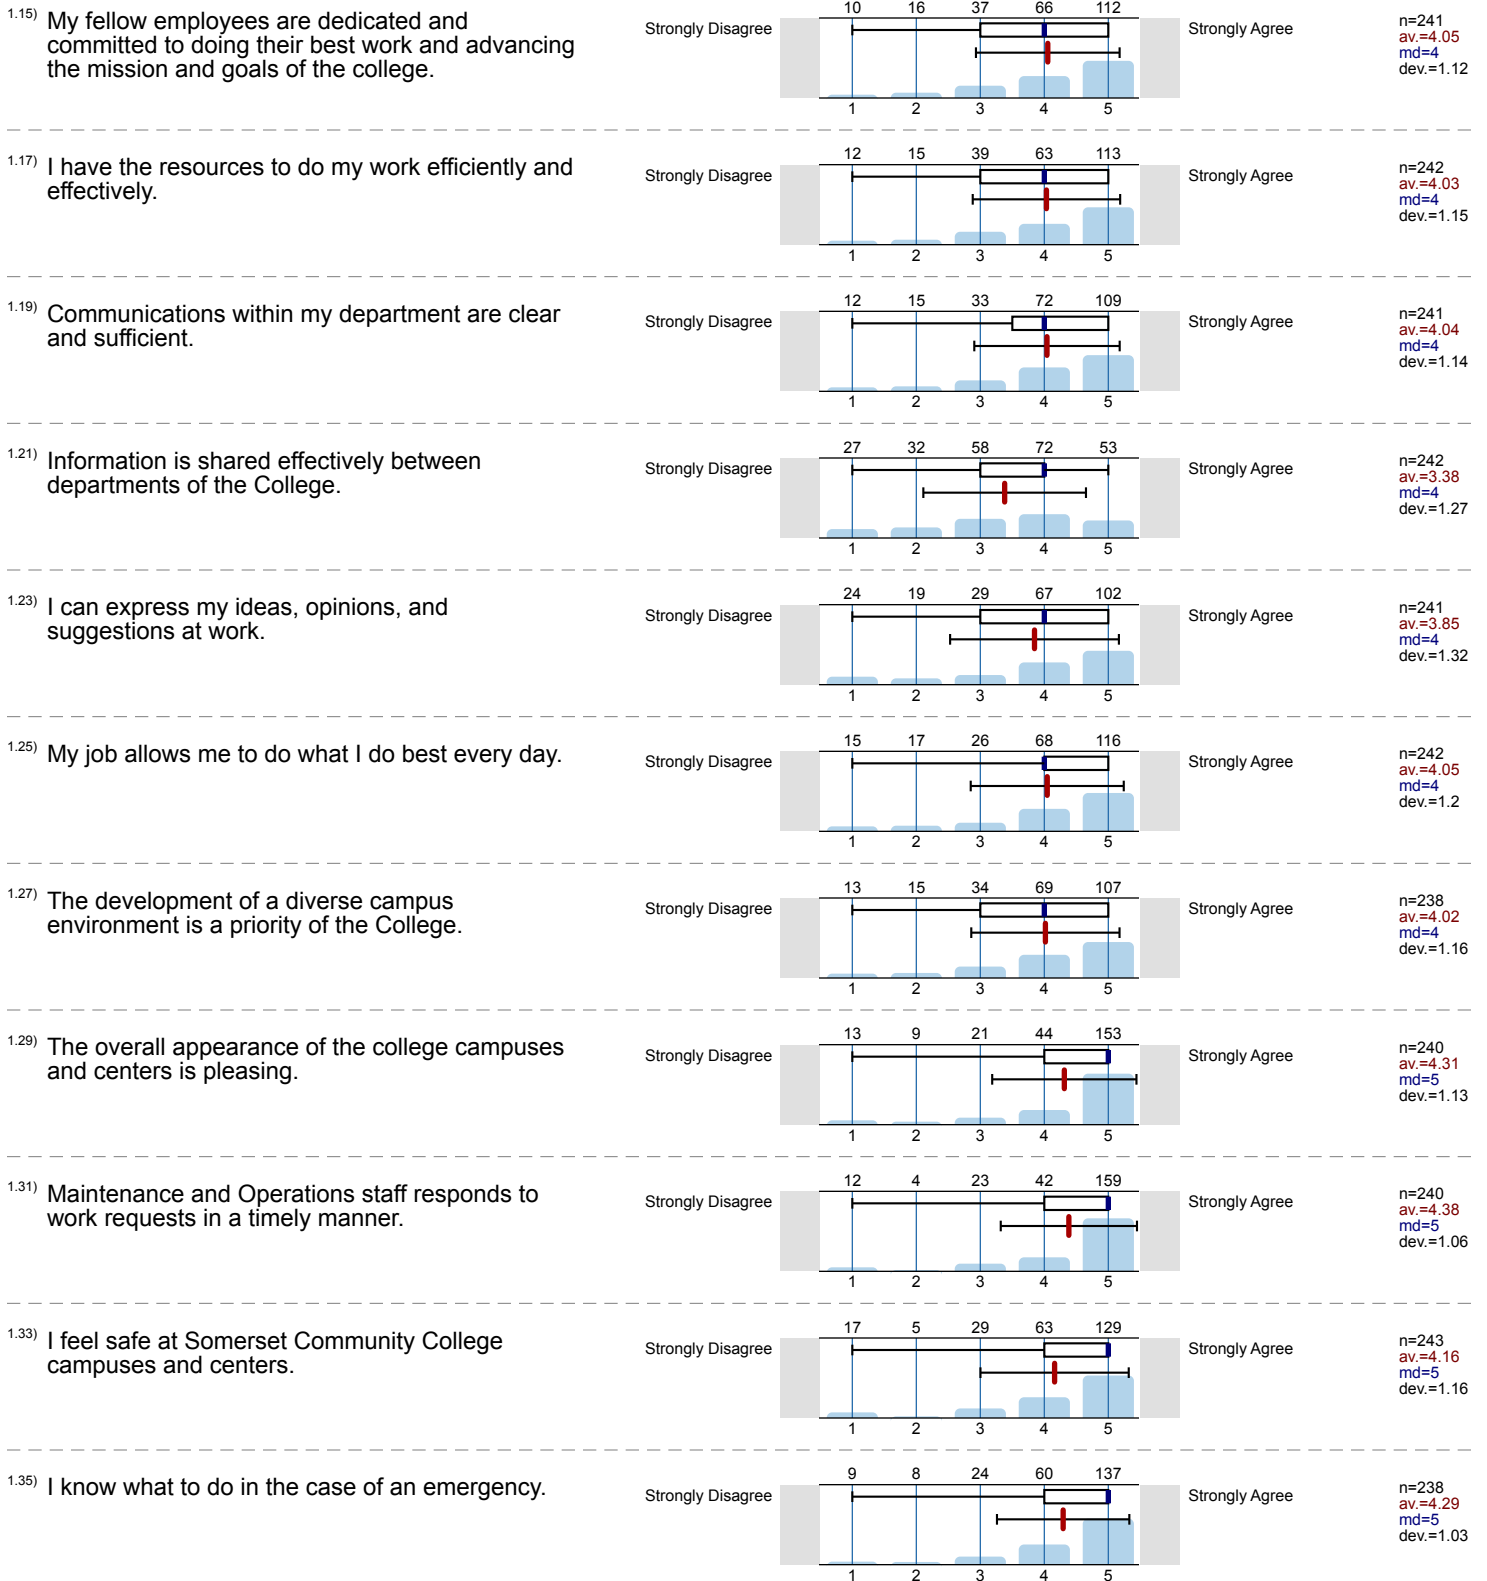 1.15) My fellow employees are dedicated and
committed to doing their best work and advancing
the mission and goals of the college.
Strongly Disagree
10 16 37 66 112
1 2 3 4 5
Strongly Agree
n=241
av.=4.05
md=4
dev.=1.12
1.17) I have the resources to do my work efficiently and
effectively.
Strongly Disagree
12 15 39 63 113
1 2 3 4 5
Strongly Agree
n=242
av.=4.03
md=4
dev.=1.15
1.19) Communications within my department are clear
and sufficient.
Strongly Disagree
12 15 33 72 109
1 2 3 4 5
Strongly Agree
n=241
av.=4.04
md=4
dev.=1.14
1.21) Information is shared effectively between
departments of the College.
Strongly Disagree
27 32 58 72 53
1 2 3 4 5
Strongly Agree
n=242
av.=3.38
md=4
dev.=1.27
1.23) I can express my ideas, opinions, and
suggestions at work.
Strongly Disagree
24 19 29 67 102
1 2 3 4 5
Strongly Agree
n=241
av.=3.85
md=4
dev.=1.32
1.25) My job allows me to do what I do best every day.
Strongly Disagree
15 17 26 68 116
1 2 3 4 5
Strongly Agree
n=242
av.=4.05
md=4
dev.=1.2
1.27) The development of a diverse campus
environment is a priority of the College.
Strongly Disagree
13 15 34 69 107
1 2 3 4 5
Strongly Agree
n=238
av.=4.02
md=4
dev.=1.16
1.29) The overall appearance of the college campuses
and centers is pleasing.
Strongly Disagree
13 9 21 44 153
1 2 3 4 5
Strongly Agree
n=240
av.=4.31
md=5
dev.=1.13
1.31) Maintenance and Operations staff responds to
work requests in a timely manner.
Strongly Disagree
12 4 23 42 159
1 2 3 4 5
Strongly Agree
n=240
av.=4.38
md=5
dev.=1.06
1.33) I feel safe at Somerset Community College
campuses and centers.
Strongly Disagree
17 5 29 63 129
1 2 3 4 5
Strongly Agree
n=243
av.=4.16
md=5
dev.=1.16
1.35) I know what to do in the case of an emergency.
Strongly Disagree
9 8 24 60 137
1 2 3 4 5
Strongly Agree
n=238
av.=4.29
md=5
dev.=1.03